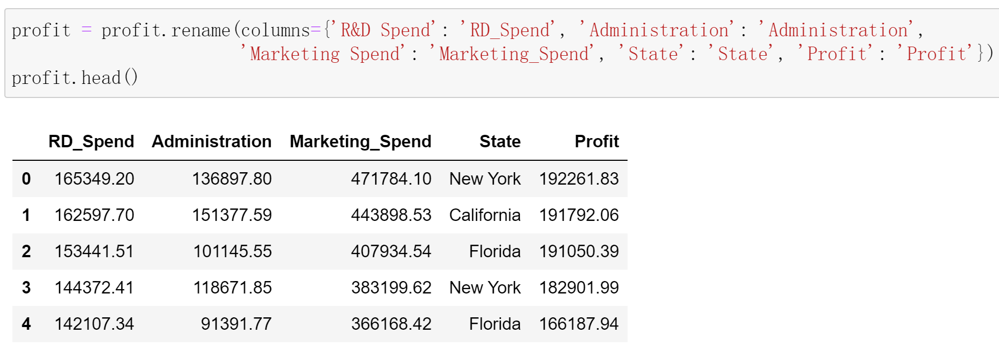 profit = profit.rename(columns={'R&D Spend': 'RD_Spend', 'Administration': 'Administration',
'Marketing Spend': 'Marketing_Spend', 'State': 'State', 'Profit': 'Profit'})
profit.head()
RD_Spend Administration Marketing_Spend State Profit
0 165349.20 136897.80 471784.10 New York 192261.83
1 162597.70 151377.59 443898.53 California 191792.06
2 153441.51 101145.55 407934.54 Florida 191050.39
3 144372.41 118671.85 383199.62 New York 182901.99
4 142107.34 91391.77 366168.42 Florida 166187.94